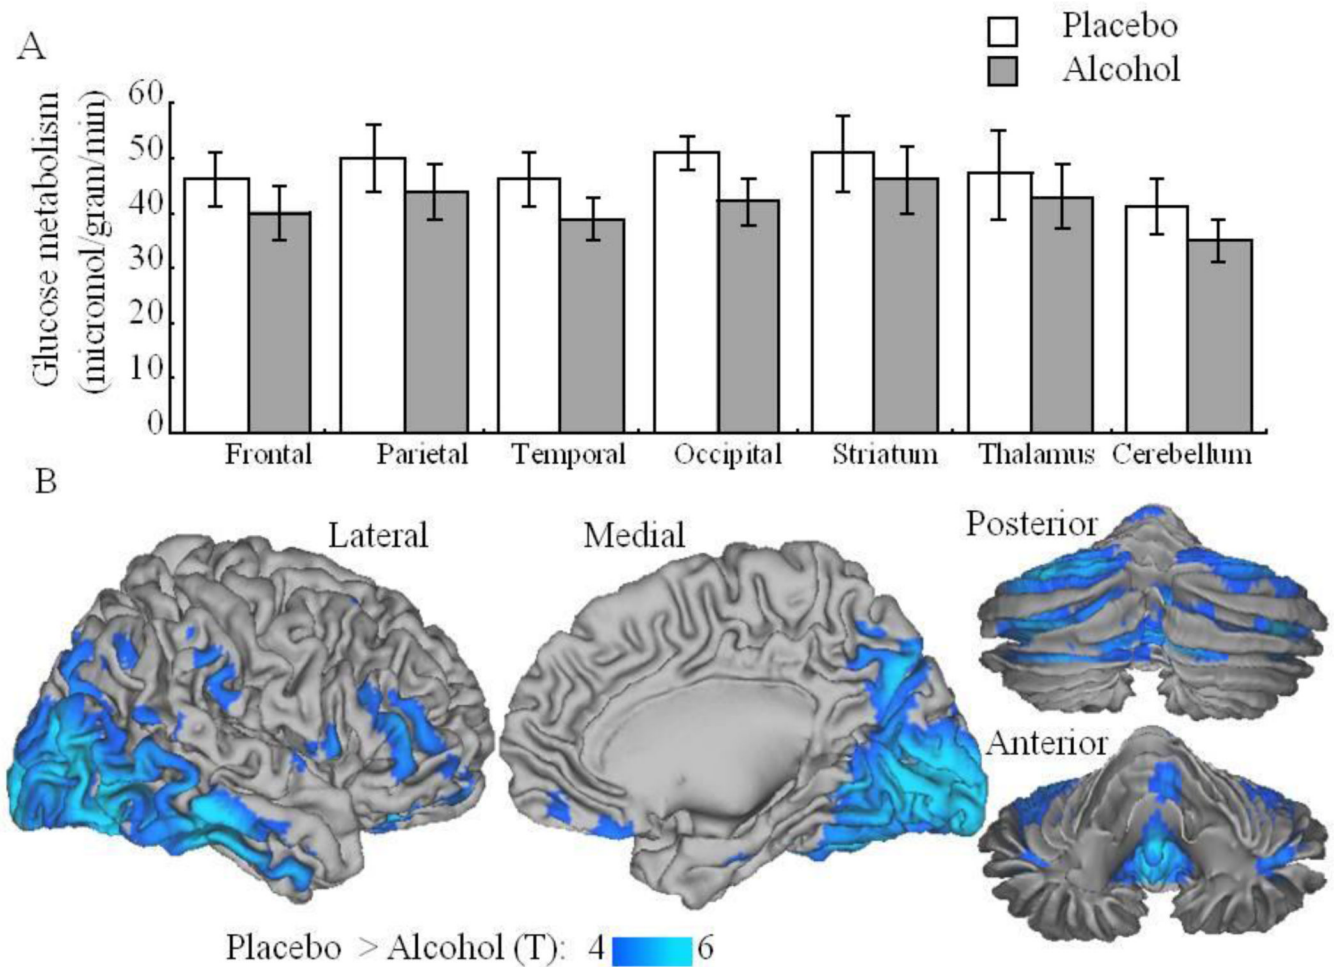 A
Placebo
Alcohol
Glucose metabolism
(micromol/gram/min)
60
50
40
30
20
10
0
Frontal Parietal Temporal Occipital Striatum Thalamus Cerebellum
B
Lateral
Medial
Posterior
Anterior
Placebo > Alcohol (T): 4 6